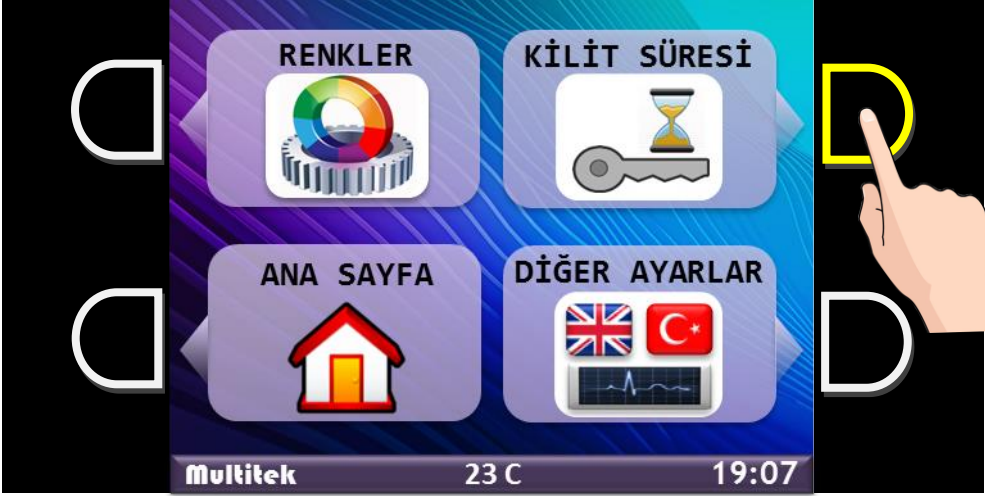 RENKLER
KİLİT SÜRESİ
ANA SAYFA
DİĞER AYARLAR
Multitek
23 C
19:07